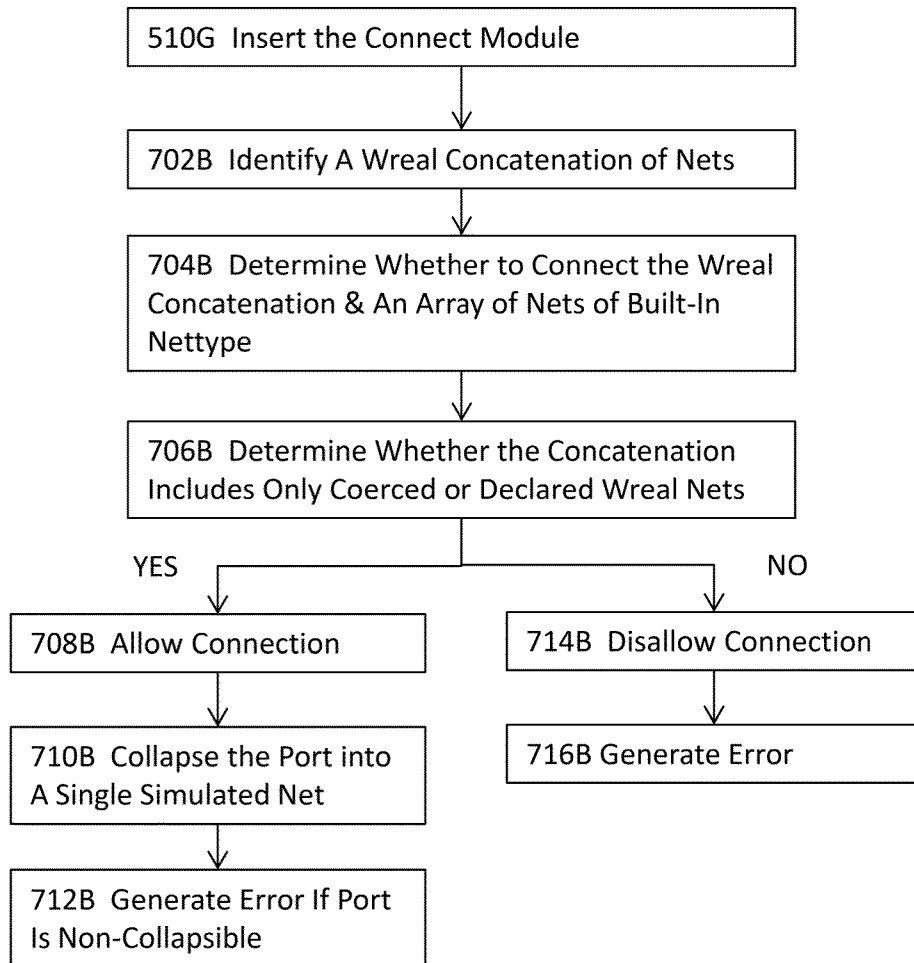 510G Insert the Connect Module
702B Identify A Wreal Concatenation of Nets
704B Determine Whether to Connect the Wreal
Concatenation & An Array of Nets of Built-In
Nettype
706B Determine Whether the Concatenation
Includes Only Coerced or Declared Wreal Nets
YES
NO
708B Allow Connection
714B Disallow Connection
710B Collapse the Port into
A Single Simulated Net
716B Generate Error
712B Generate Error If Port
Is Non-Collapsible